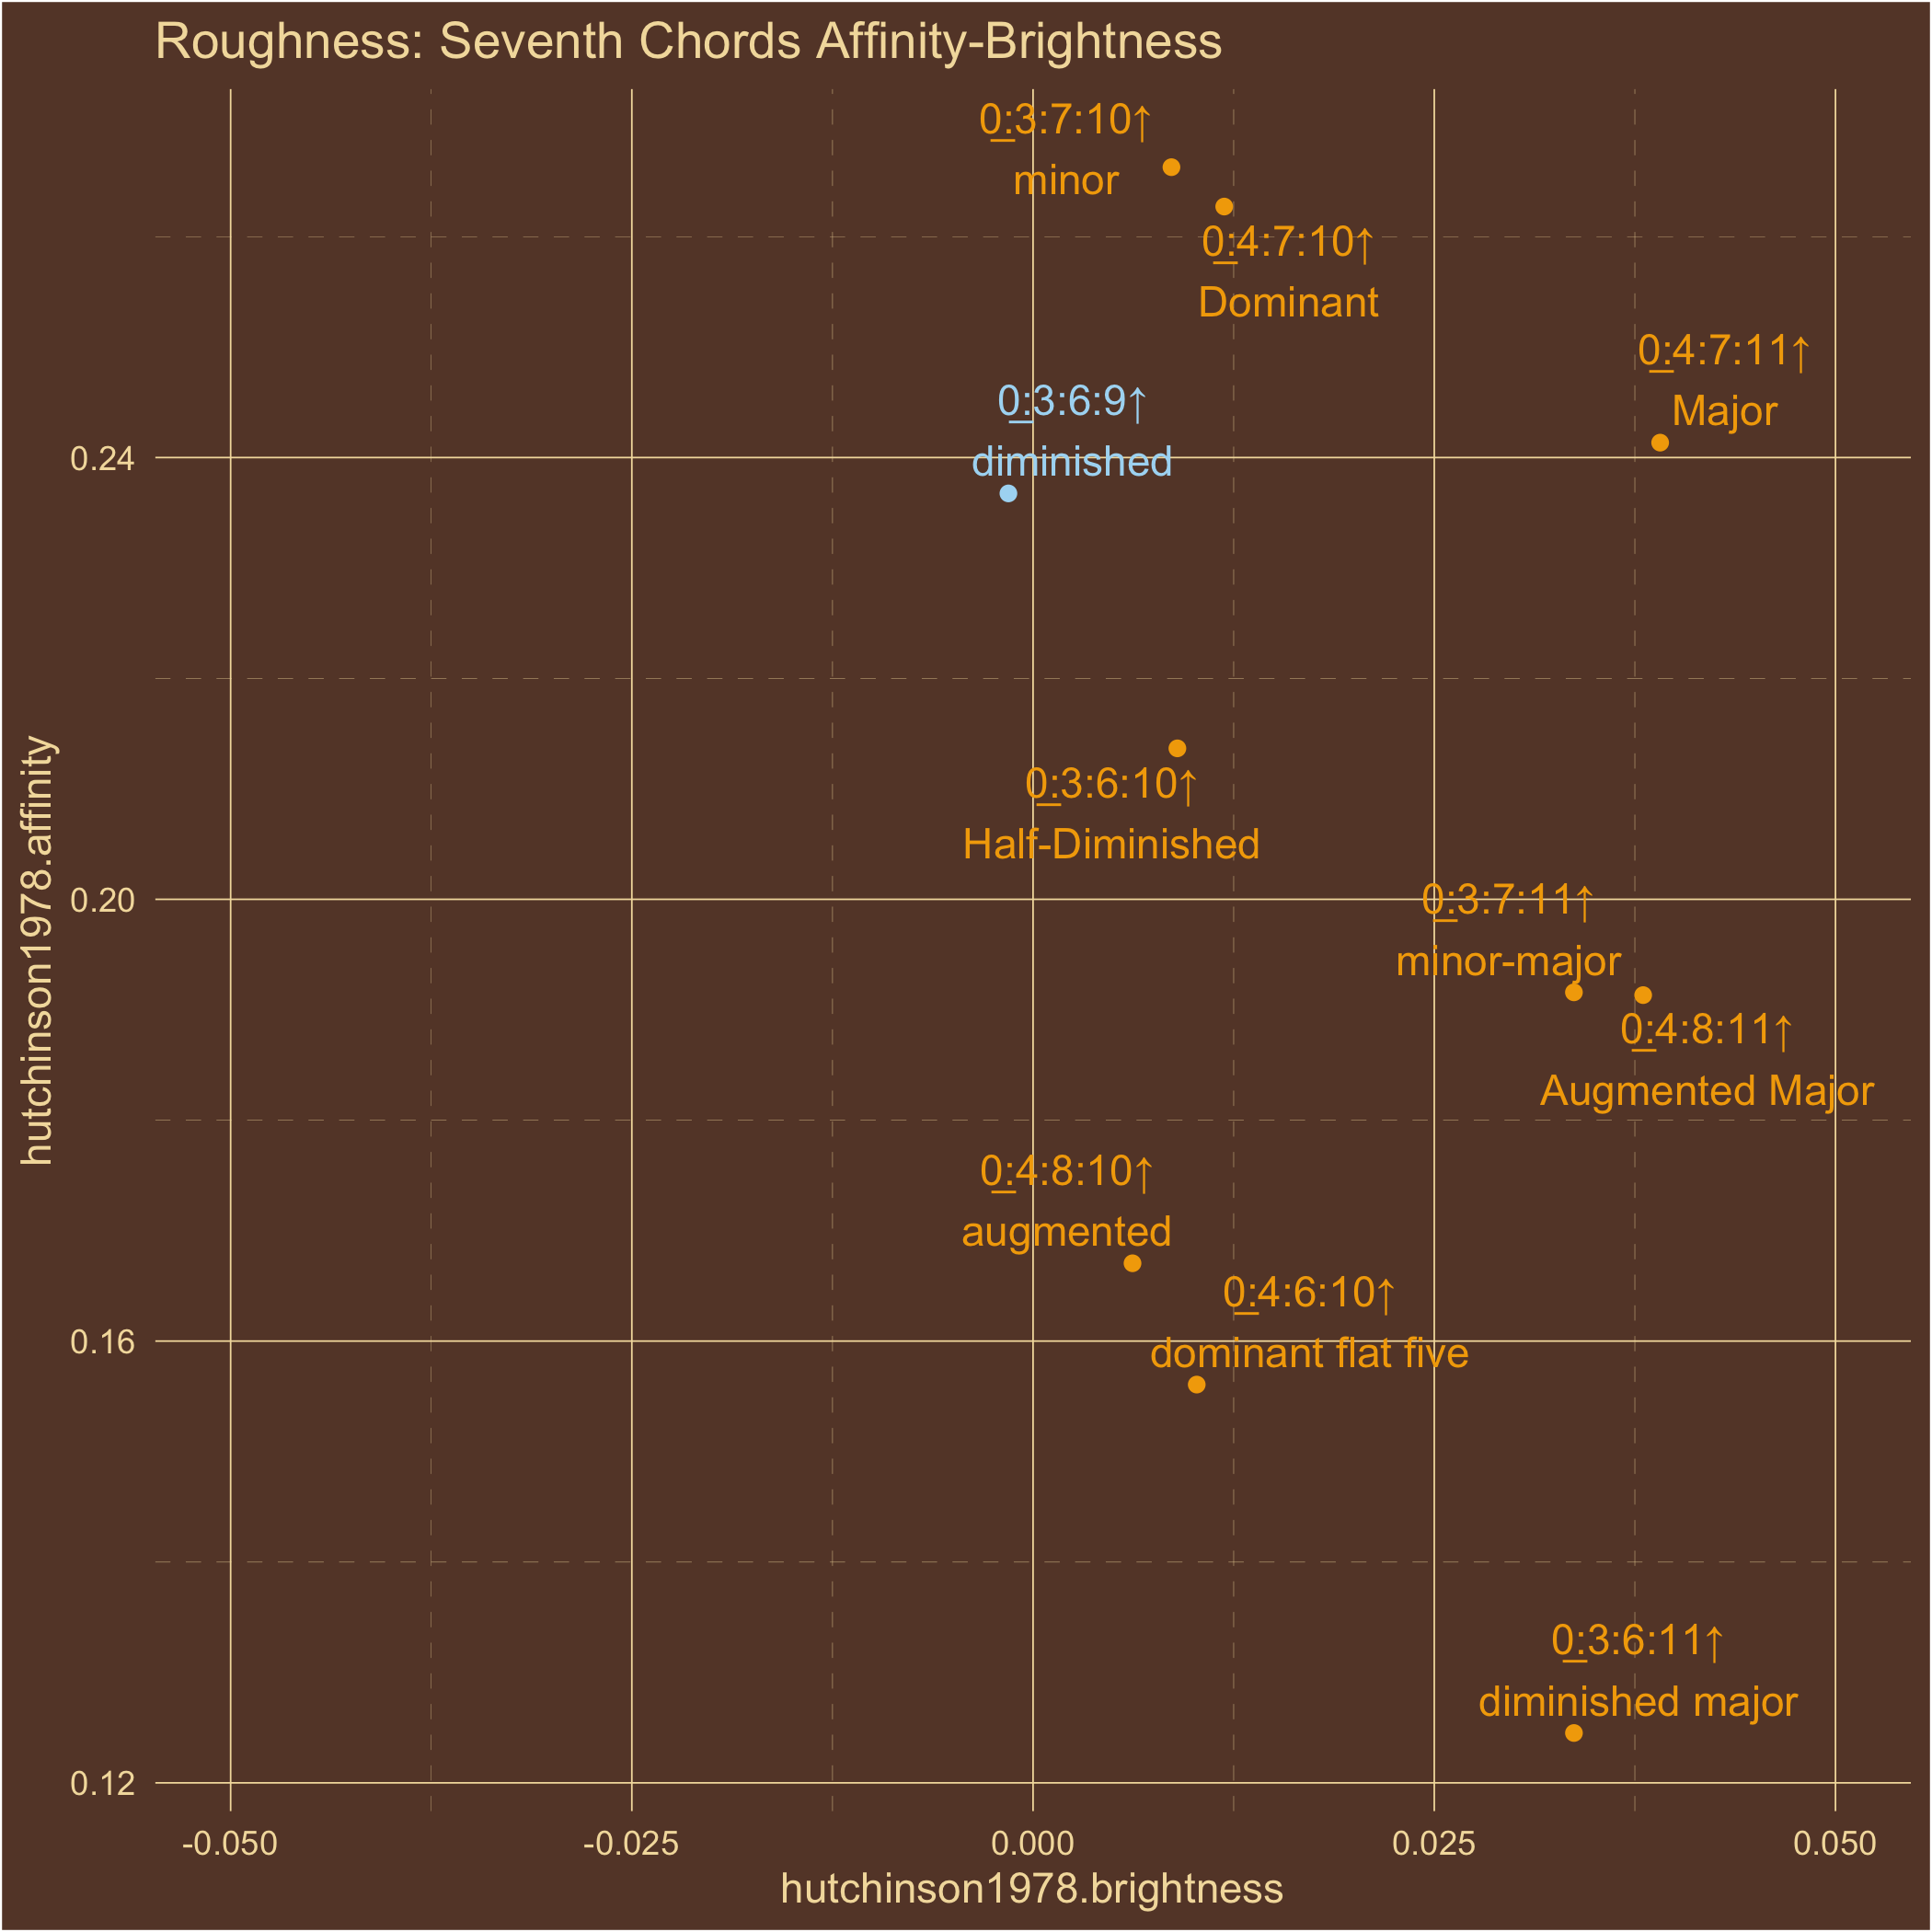 Roughness: Seventh Chords Affinity-Brightness
0:3:7:10↑
minor
0:4:7:10↑
Dominant
0:4:7:11↑
Major
0:3:6:9↑
diminished
0.24
0:3:6:10↑
Half-Diminished
0:3:7:11↑
0.20
minor-major
0:4:8:11↑
Augmented Major
hutchinson1978.affinity
0:4:8:10↑
augmented
0:4:6:10↑
0.16
dominant flat five
0:3:6:11↑
diminished major
0.12
-0.050 -0.025 0.000 0.025 0.050
hutchinson1978.brightness